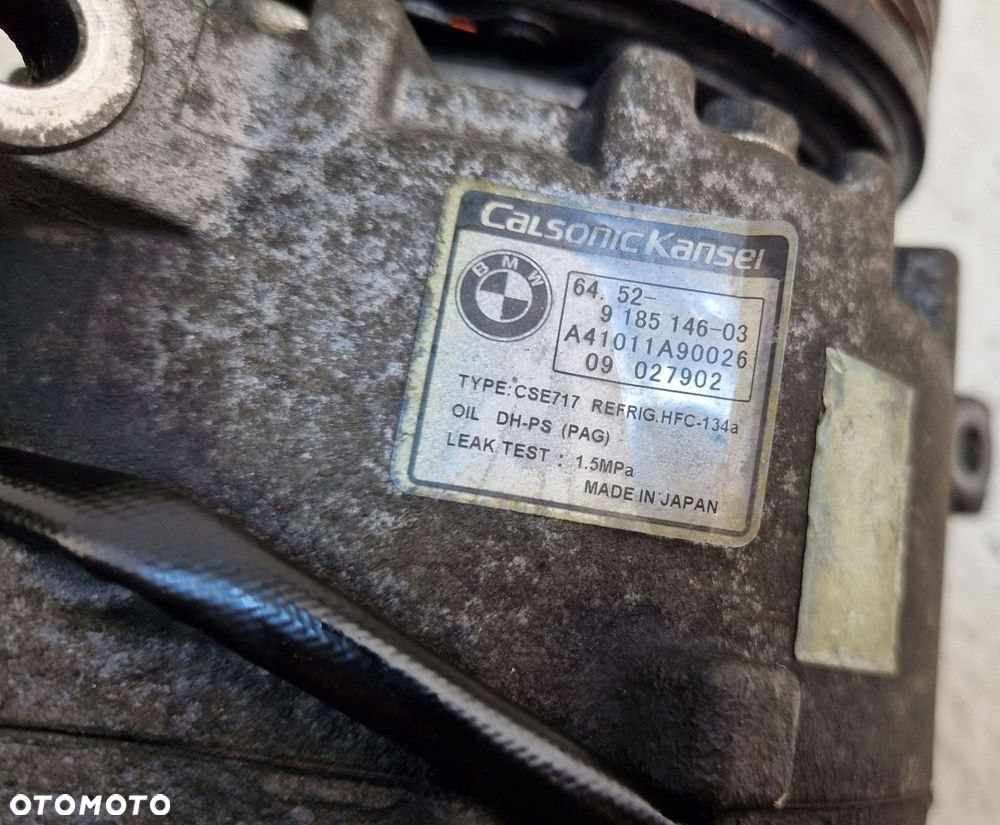 CalsonicKansei
BMW
64. 52-
9 185 146-03
A41011A90026
09 027902
TYPE:CSE717 REFRIG.HFC-134a
OIL DH-PS (PAG)
LEAK TEST : 1.5MPa
MADE IN JAPAN
OTOMOTO